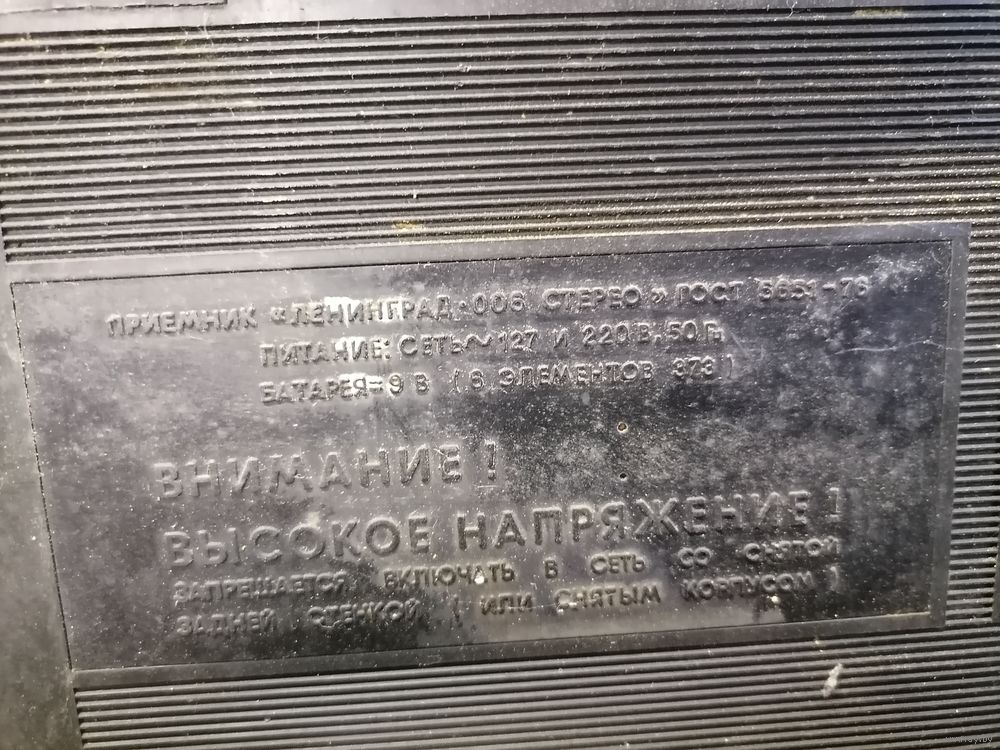 ПРИЕМНИК «ЛЕНИНГРАД-006 СТЕРЕО» ГОСТ 5651-76
ПИТАНИЕ: СЕТЬ~127 И 220 В, 50 Гц
БАТАРЕЯ=9 В (6 ЭЛЕМЕНТОВ 373)
ВНИМАНИЕ!
ВЫСОКОЕ НАПРЯЖЕНИЕ!
ЗАПРЕЩАЕТСЯ ВКЛЮЧАТЬ В СЕТЬ СО СНЯТОЙ
ЗАДНЕЙ СТЕНКОЙ (ИЛИ СНЯТЫМ КОРПУСОМ)